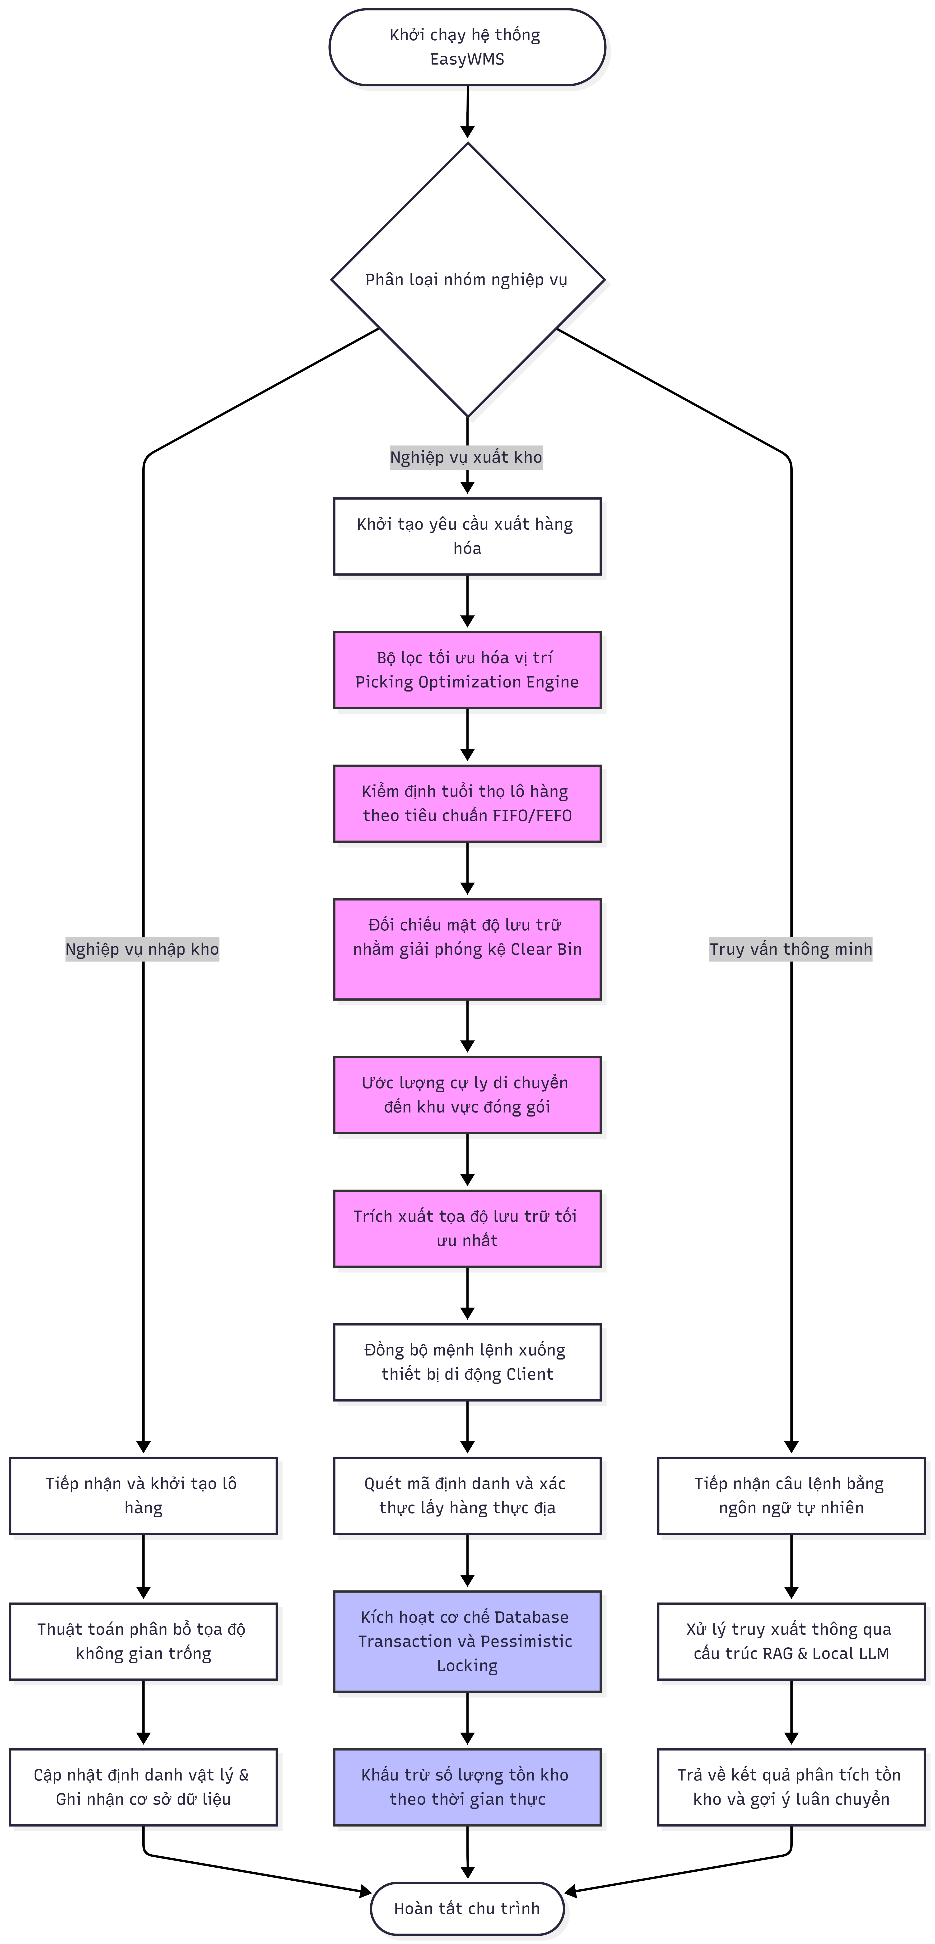 Khởi chạy hệ thống
EasyWMS
Phân loại nhóm nghiệp vụ
Nghiệp vụ xuất kho
Khởi tạo yêu cầu xuất hàng
hóa
Bộ lọc tối ưu hóa vị trí
Picking Optimization Engine
Kiểm định tuổi thọ lô hàng
theo tiêu chuẩn FIFO/FEFO
Đối chiếu mật độ lưu trữ
nhằm giải phóng kệ Clear Bin
Nghiệp vụ nhập kho
Truy vấn thông minh
Ước lượng cự ly di chuyển
đến khu vực đóng gói
Trích xuất tọa độ lưu trữ tối
ưu nhất
Đồng bộ mệnh lệnh xuống
thiết bị di động Client
Tiếp nhận và khởi tạo lô
hàng
Quét mã định danh và xác
thực lấy hàng thực địa
Tiếp nhận câu lệnh bằng
ngôn ngữ tự nhiên
Thuật toán phân bổ tọa độ
không gian trống
Kích hoạt cơ chế Database
Transaction và Pessimistic
Locking
Xử lý truy xuất thông qua
cấu trúc RAG & Local LLM
Cập nhật định danh vật lý &
Ghi nhận cơ sở dữ liệu
Khấu trừ số lượng tồn kho
theo thời gian thực
Trả về kết quả phân tích tồn
kho và gợi ý luân chuyển
Hoàn tất chu trình